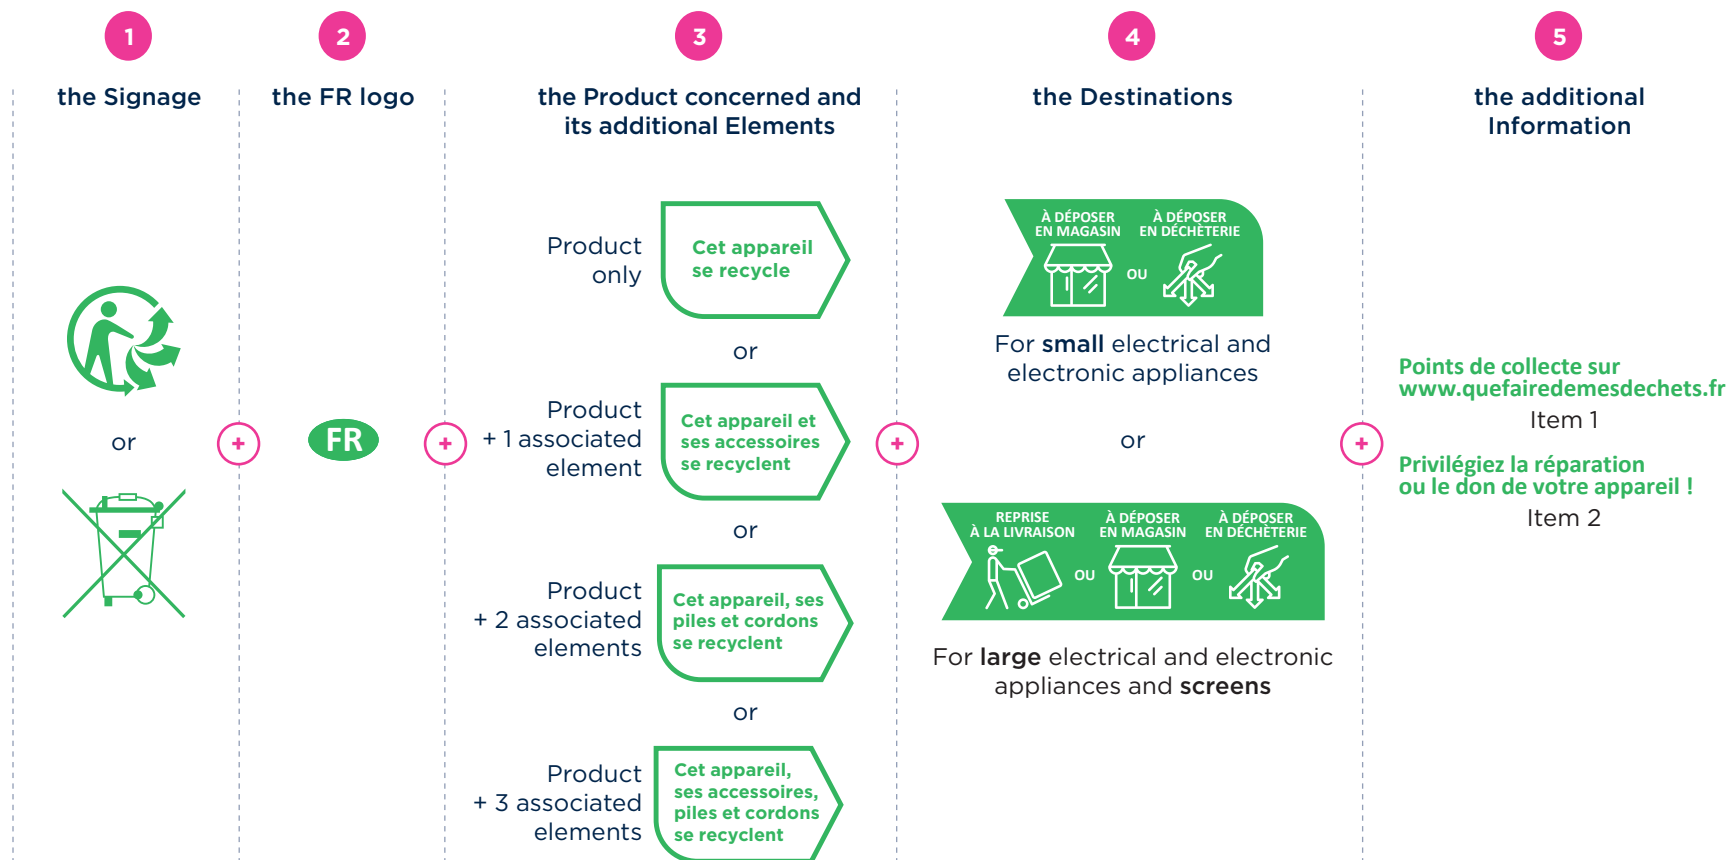 1
the Signage
or
2
the FR logo
FR
3
the Product concerned and
its additional Elements
Product
only
Cet appareil
se recycle
or
Product
+ 1 associated
element
Cet appareil et
ses accessoires
se recyclent
or
Product
+ 2 associated
elements
Cet appareil, ses
piles et cordons
se recyclent
or
Product
+ 3 associated
elements
Cet appareil,
ses accessoires,
piles et cordons
se recyclent
4
the Destinations
À DÉPOSER
EN MAGASIN
OU
À DÉPOSER
EN DÉCHÈTERIE
For small electrical and
electronic appliances
or
REPRISE
À LA LIVRAISON
OU
À DÉPOSER
EN MAGASIN
OU
À DÉPOSER
EN DÉCHÈTERIE
For large electrical and electronic
appliances and screens
5
the additional
Information
Points de collecte sur
www.quefairedemesdechets.fr
Item 1
Privilégiez la réparation
ou le don de votre appareil !
Item 2
+
+
+
+